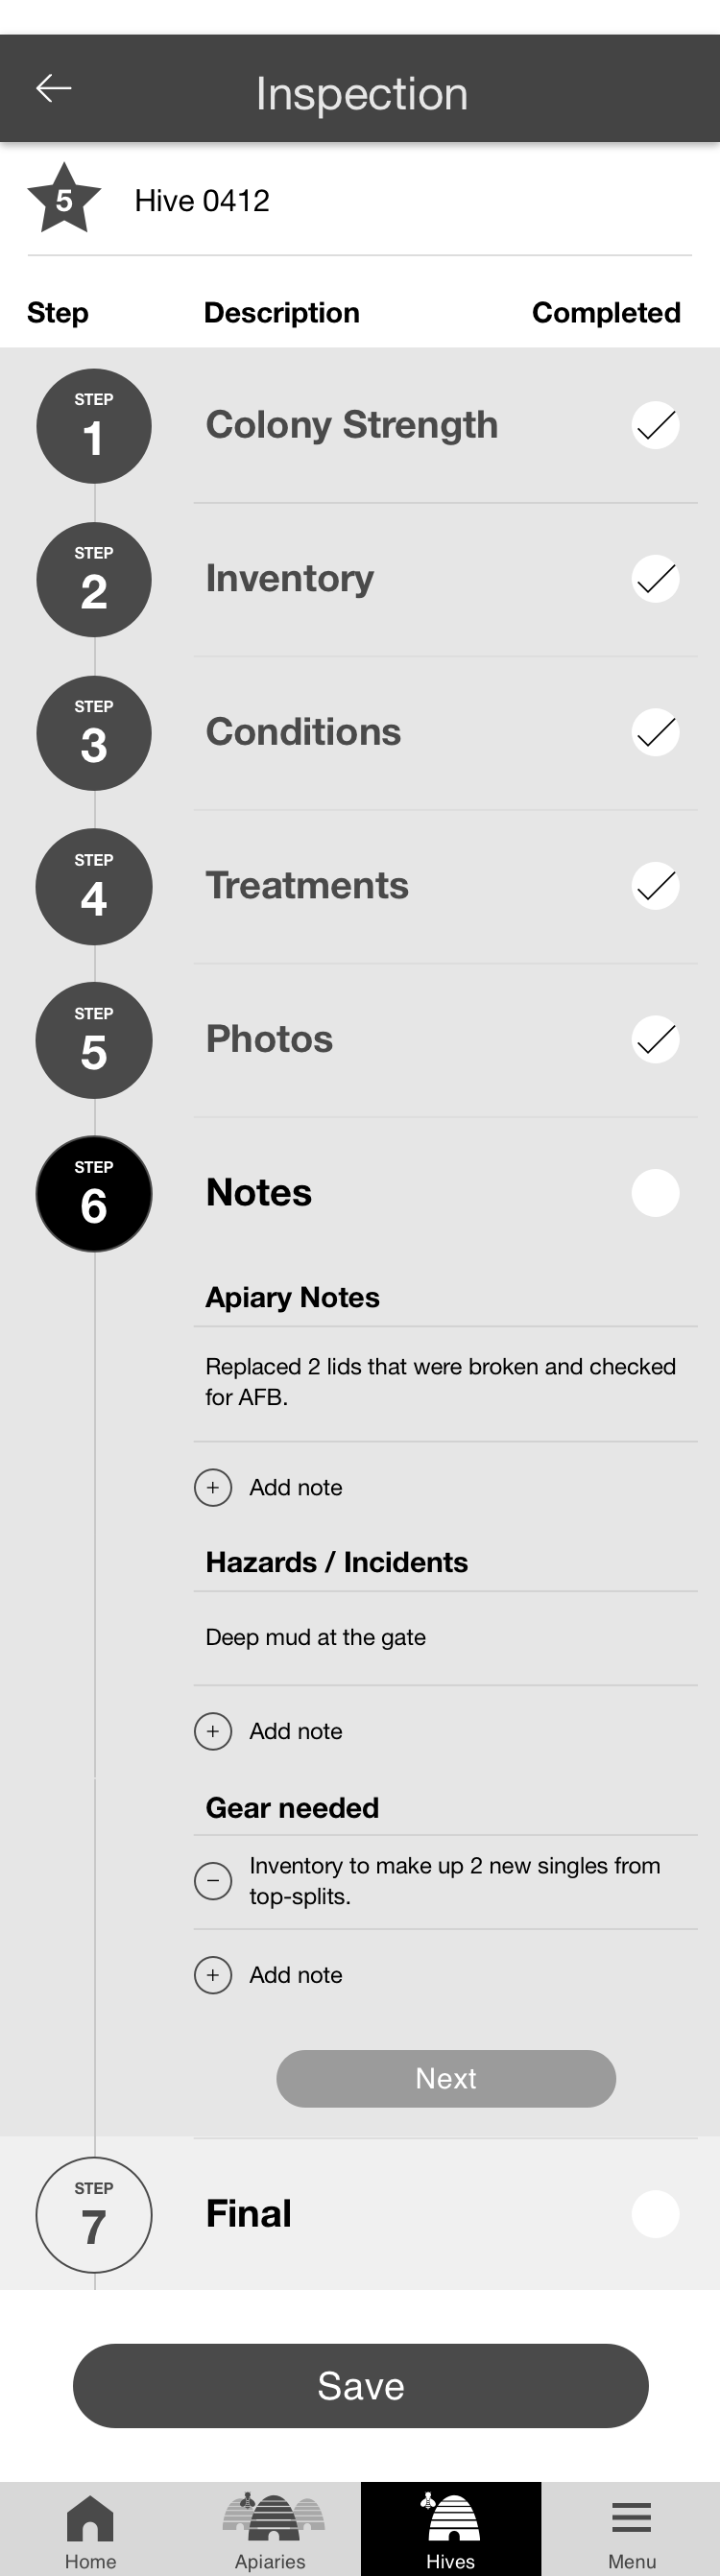 Inspection
5
Hive 0412
Step Description Completed
STEP
1
Colony Strength
STEP
2
Inventory
STEP
3
Conditions
STEP
4
Treatments
STEP
5
Photos
STEP
6
Notes
Apiary Notes
Replaced 2 lids that were broken and checked
for AFB.
Add note
Hazards / Incidents
Deep mud at the gate
Add note
Gear needed
Inventory to make up 2 new singles from
top-splits.
Add note
Next
STEP
7
Final
Save
Home Apiaries Hives Menu